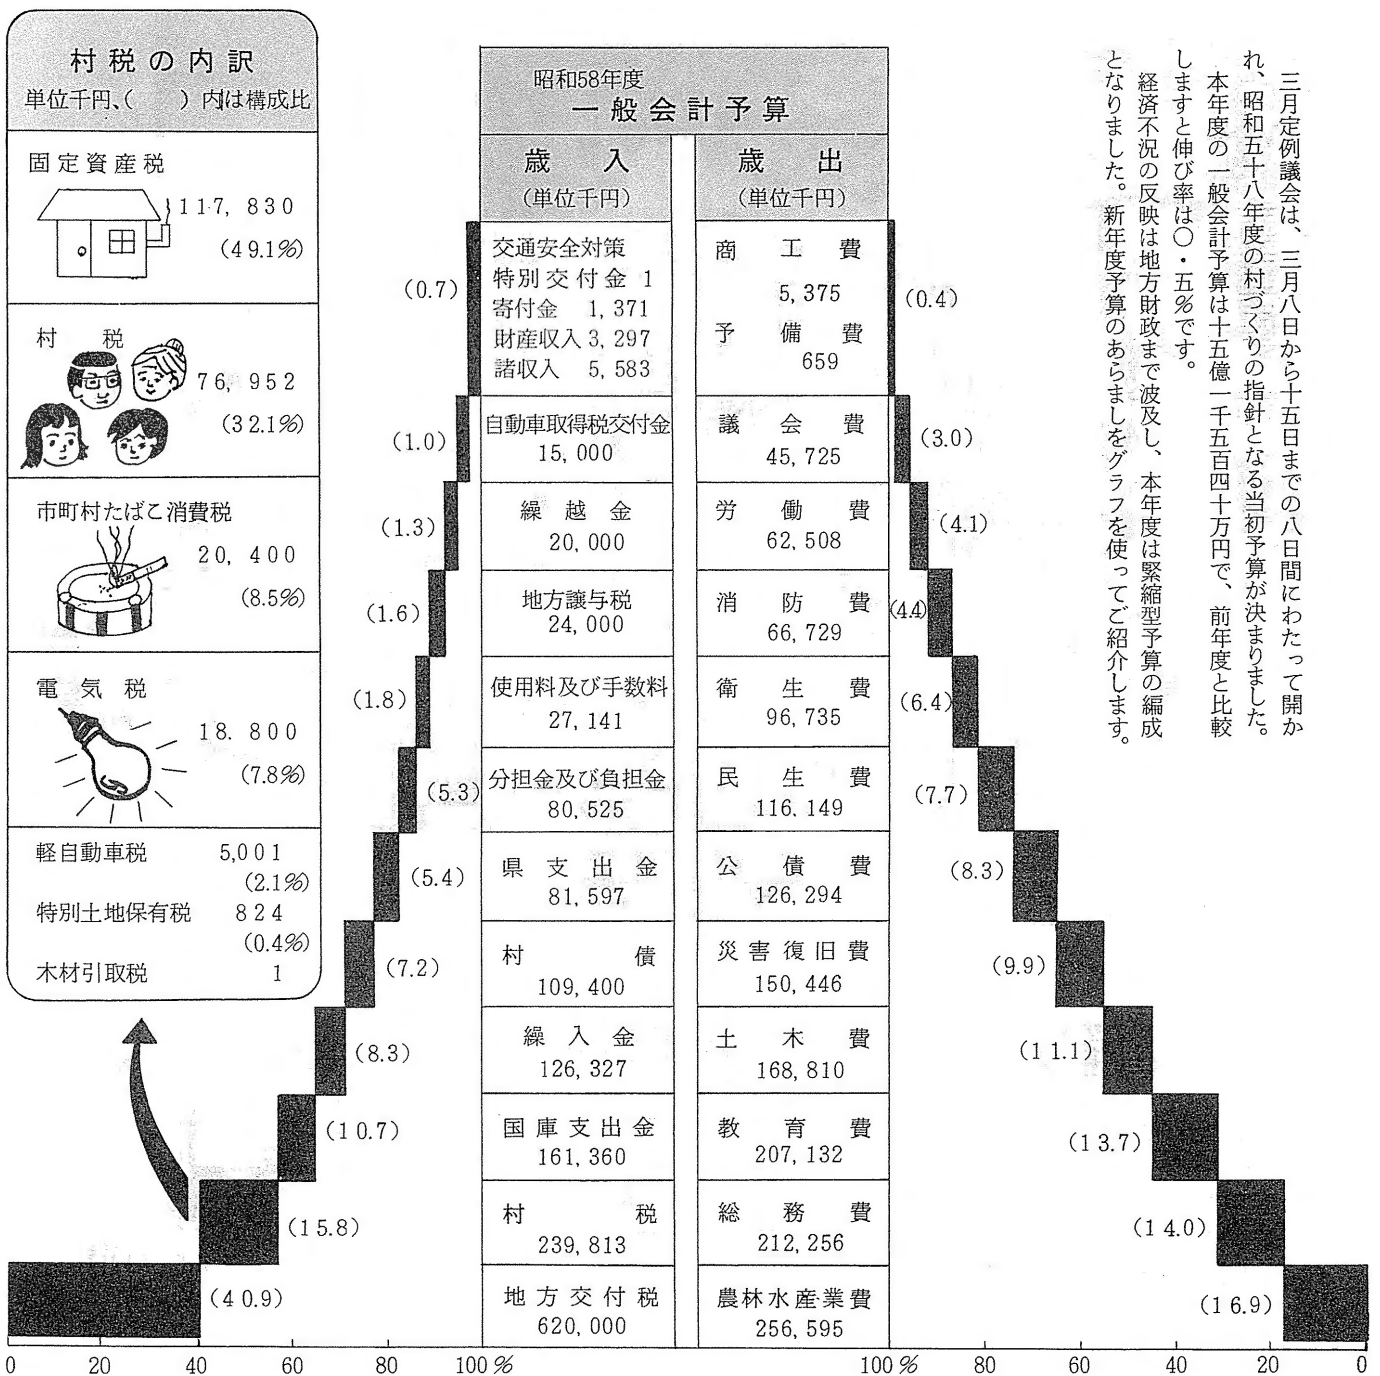 三月定例議会は、三月八日から十五日までの八日間にわたって開か
れ、昭和五十八年度の村づくりの指針となる当初予算が決まりました。
本年度の一般会計予算は十五億一千五百四十万円で、前年度と比較
しますと伸び率は〇・五%です。
経済不況の反映は地方財政まで波及し、本年度は緊縮型予算の編成
となりました。新年度予算のあらましをグラフを使ってご紹介します。
村税の内訳
単位千円、(　　)内は構成比
固定資産税
117,830
(49.1%)
村　税
76,952
(32.1%)
市町村たばこ消費税
20,400
(8.5%)
電気税
18.800
(7.8%)
軽自動車税　5,001
(2.1%)
特別土地保有税　824
(0.4%)
木材引取税　1
昭和58年度
一般会計予算
歳　入
(単位千円)
交通安全対策
特別交付金 1
寄付金 1,371
財産収入 3,297
諸収入 5,583
(0.7)
自動車取得税交付金
15,000
(1.0)
繰越金
20,000
(1.3)
地方譲与税
24,000
(1.6)
使用料及び手数料
27,141
(1.8)
分担金及び負担金
80,525
(5.3)
県支出金
81,597
(5.4)
村　債
109,400
(7.2)
繰入金
126,327
(8.3)
国庫支出金
161,360
(10.7)
村　税
239,813
(15.8)
地方交付税
620,000
(40.9)
0 20 40 60 80 100%
歳　出
(単位千円)
商工費
5,375
予備費
659
(0.4)
議会費
45,725
(3.0)
労働費
62,508
(4.1)
消防費
66,729
(4.4)
衛生費
96,735
(6.4)
民生費
116,149
(7.7)
公債費
126,294
(8.3)
災害復旧費
150,446
(9.9)
土木費
168,810
(11.1)
教育費
207,132
(13.7)
総務費
212,256
(14.0)
農林水産業費
256,595
(16.9)
100% 80 60 40 20 0